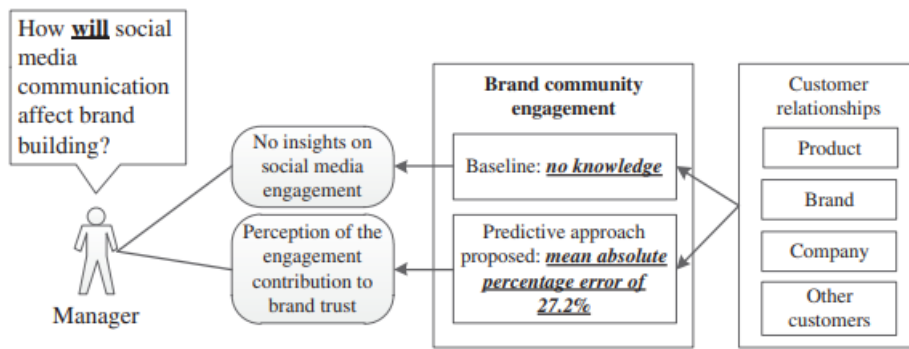 How will social
media
communication
affect brand
building?
Manager
No insights on
social media
engagement
Perception of the
engagement
contribution to
brand trust
Brand community
engagement
Baseline: no knowledge
Predictive approach
proposed: mean absolute
percentage error of
27.2%
Customer
relationships
Product
Brand
Company
Other
customers